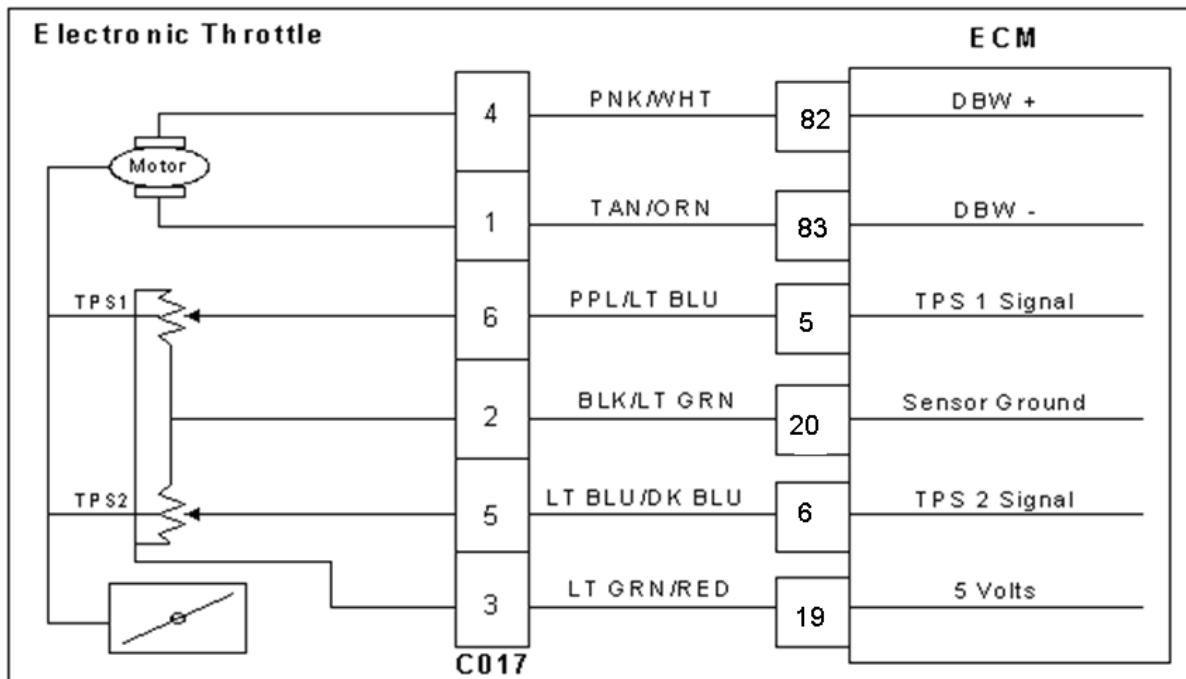 Electronic Throttle
ECM
4 PNK/WHT 82 DBW +
Motor
1 TAN/ORN 83 DBW -
TPS1 6 PPL/LT BLU 5 TPS 1 Signal
2 BLK/LT GRN 20 Sensor Ground
TPS2 5 LT BLU/DK BLU 6 TPS 2 Signal
3 LT GRN/RED 19 5 Volts
C017